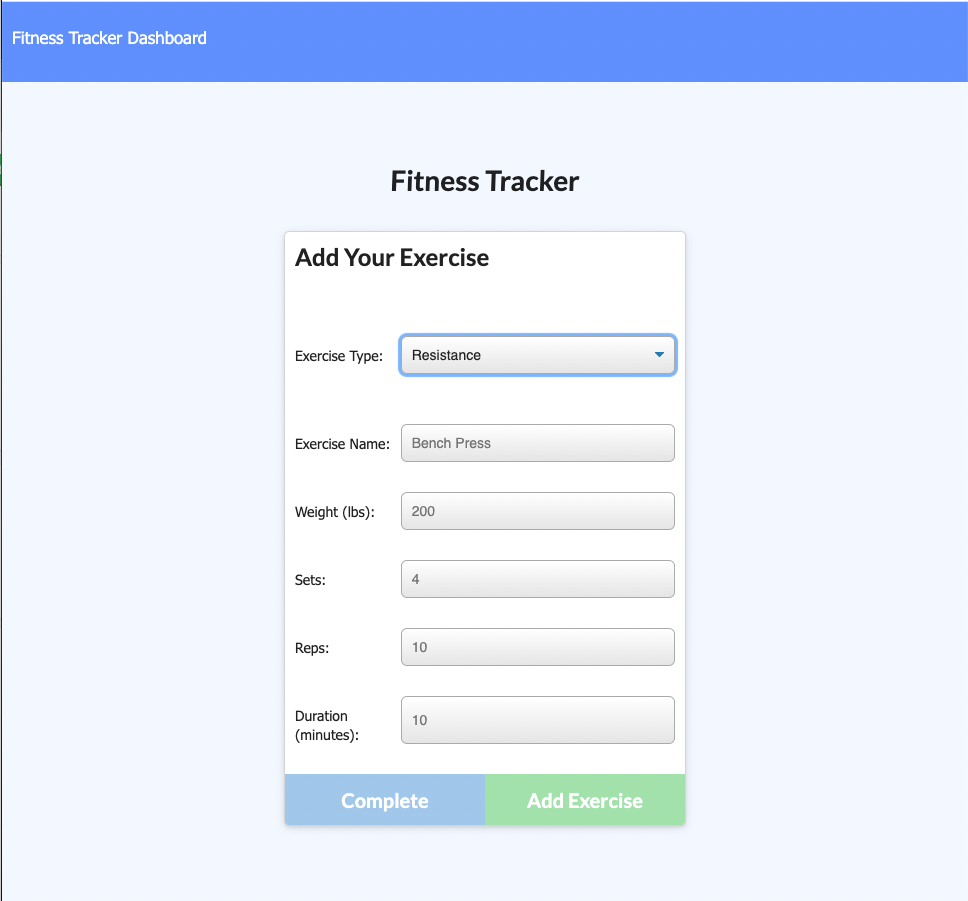 Fitness Tracker Dashboard
Fitness Tracker
Add Your Exercise
Exercise Type: Resistance
Exercise Name: Bench Press
Weight (lbs): 200
Sets: 4
Reps: 10
Duration
(minutes): 10
Complete Add Exercise